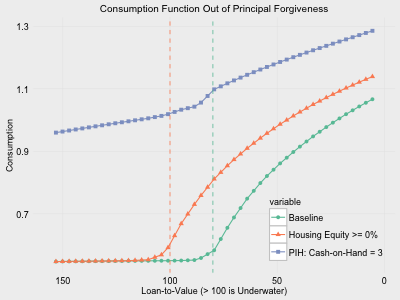 Consumption Function Out of Principal Forgiveness
1.3
1.1
0.9
0.7
Consumption
150
100
50
0
Loan-to-Value (> 100 is Underwater)
variable
Baseline
Housing Equity >= 0%
PIH: Cash-on-Hand = 3